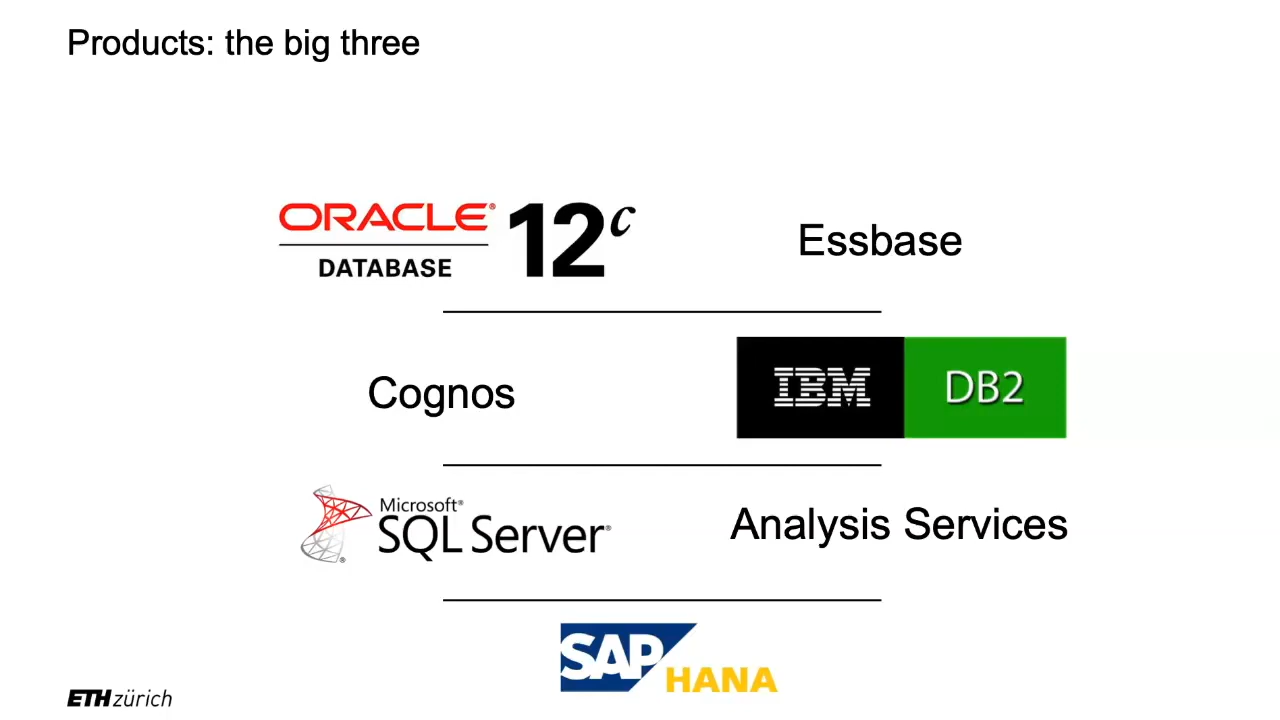 Products: the big three
ORACLE® DATABASE 12c
Essbase
Cognos
IBM DB2
Microsoft® SQL Server®
Analysis Services
SAP HANA
ETH zürich